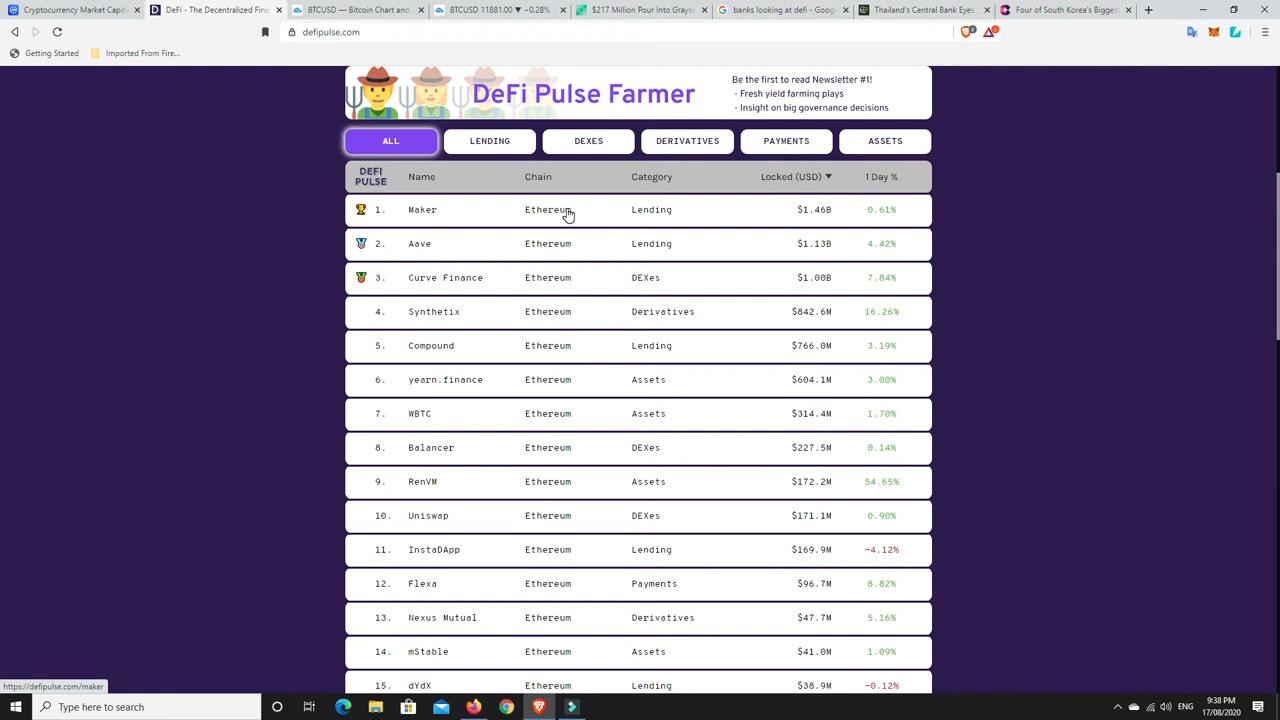 Cryptocurrency Market Capit
DeFi - The Decentralized Fina
BTCUSD — Bitcoin Chart and
BTCUSD 11881.00 ▼ −0.28%
$217 Million Pour Into Graysc
banks looking at defi - Google
Thailand's Central Bank Eyes
Four of South Korea's Biggest
defipulse.com
2
1
Getting Started
Imported From Fire...
DeFi Pulse Farmer
Be the first to read Newsletter #1!
- Fresh yield farming plays
- Insight on big governance decisions
ALL LENDING DEXES DERIVATIVES PAYMENTS ASSETS
DEFI PULSE Name Chain Category Locked (USD) ▼ 1 Day %
1. Maker Ethereum Lending $1.46B 0.61%
2. Aave Ethereum Lending $1.13B 4.42%
3. Curve Finance Ethereum DEXes $1.00B 7.84%
4. Synthetix Ethereum Derivatives $842.6M 16.26%
5. Compound Ethereum Lending $766.0M 3.19%
6. yearn.finance Ethereum Assets $604.1M 3.00%
7. WBTC Ethereum Assets $314.4M 1.70%
8. Balancer Ethereum DEXes $227.5M 0.14%
9. RenVM Ethereum Assets $172.2M 54.65%
10. Uniswap Ethereum DEXes $171.1M 0.90%
11. InstaDApp Ethereum Lending $169.9M −4.12%
12. Flexa Ethereum Payments $96.7M 8.82%
13. Nexus Mutual Ethereum Derivatives $47.7M 5.16%
14. mStable Ethereum Assets $41.0M 1.09%
15. dYdX Ethereum Lending $38.9M −0.12%
https://defipulse.com/maker
Type here to search
ENG
9:38 PM
17/08/2020